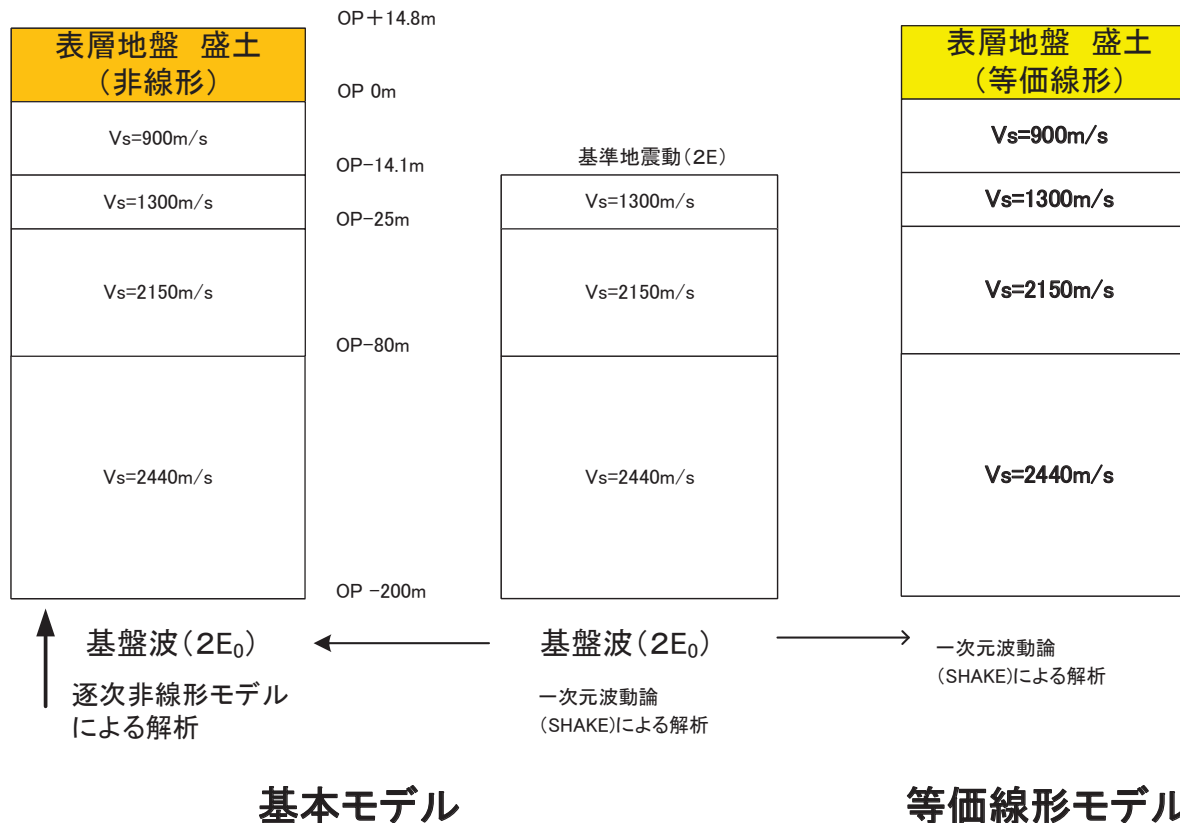 表層地盤 盛土
(非線形)
Vs=900m/s
Vs=1300m/s
Vs=2150m/s
Vs=2440m/s
基盤波(2E₀)
逐次非線形モデル
による解析
OP+14.8m
OP 0m
OP-14.1m
OP-25m
OP-80m
OP -200m
基準地震動(2E)
Vs=1300m/s
Vs=2150m/s
Vs=2440m/s
基盤波(2E₀)
一次元波動論
(SHAKE)による解析
表層地盤 盛土
(等価線形)
Vs=900m/s
Vs=1300m/s
Vs=2150m/s
Vs=2440m/s
一次元波動論
(SHAKE)による解析
基本モデル
等価線形モデル